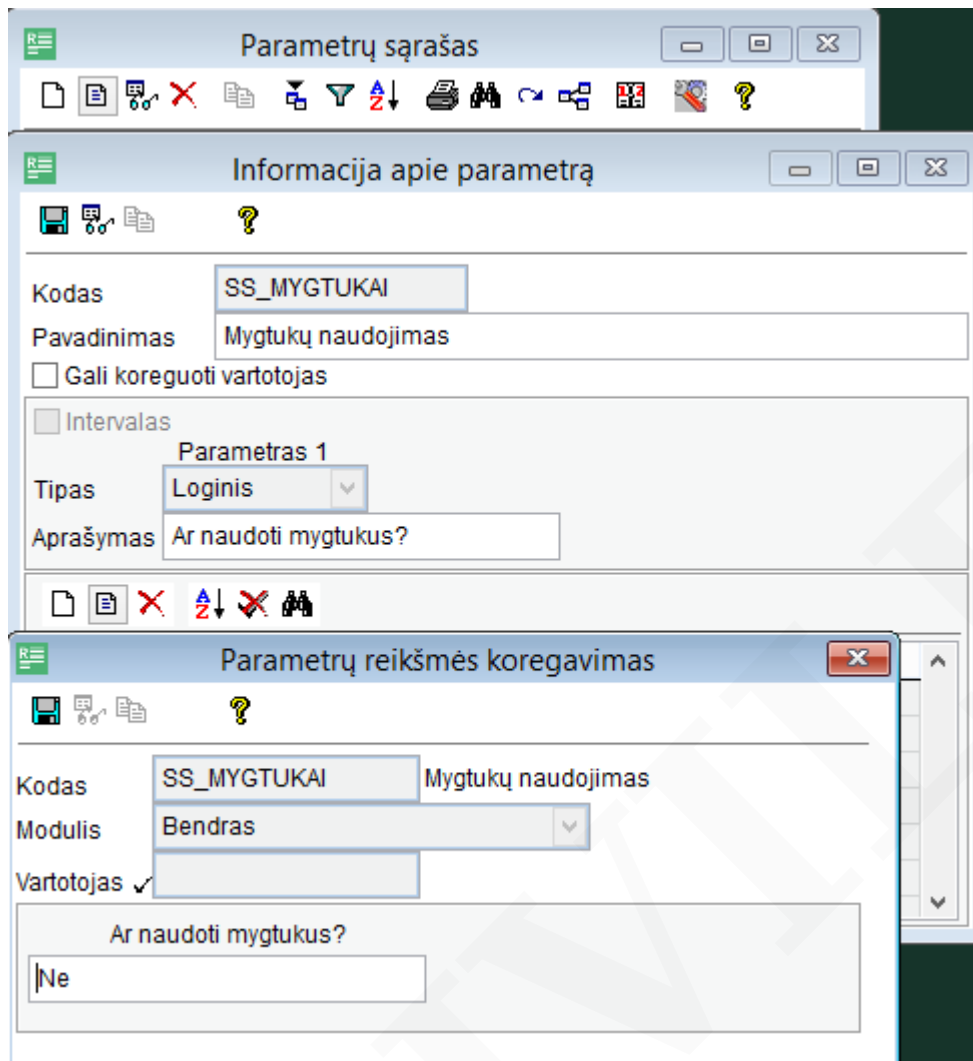 Parametrų sąrašas
Informacija apie parametrą
Kodas SS_MYGTUKAI
Pavadinimas Mygtukų naudojimas
Gali koreguoti vartotojas
Intervalas
Parametras 1
Tipas Loginis
Aprašymas Ar naudoti mygtukus?
Parametrų reikšmės koregavimas
Kodas SS_MYGTUKAI Mygtukų naudojimas
Modulis Bendras
Vartotojas
Ar naudoti mygtukus?
Ne